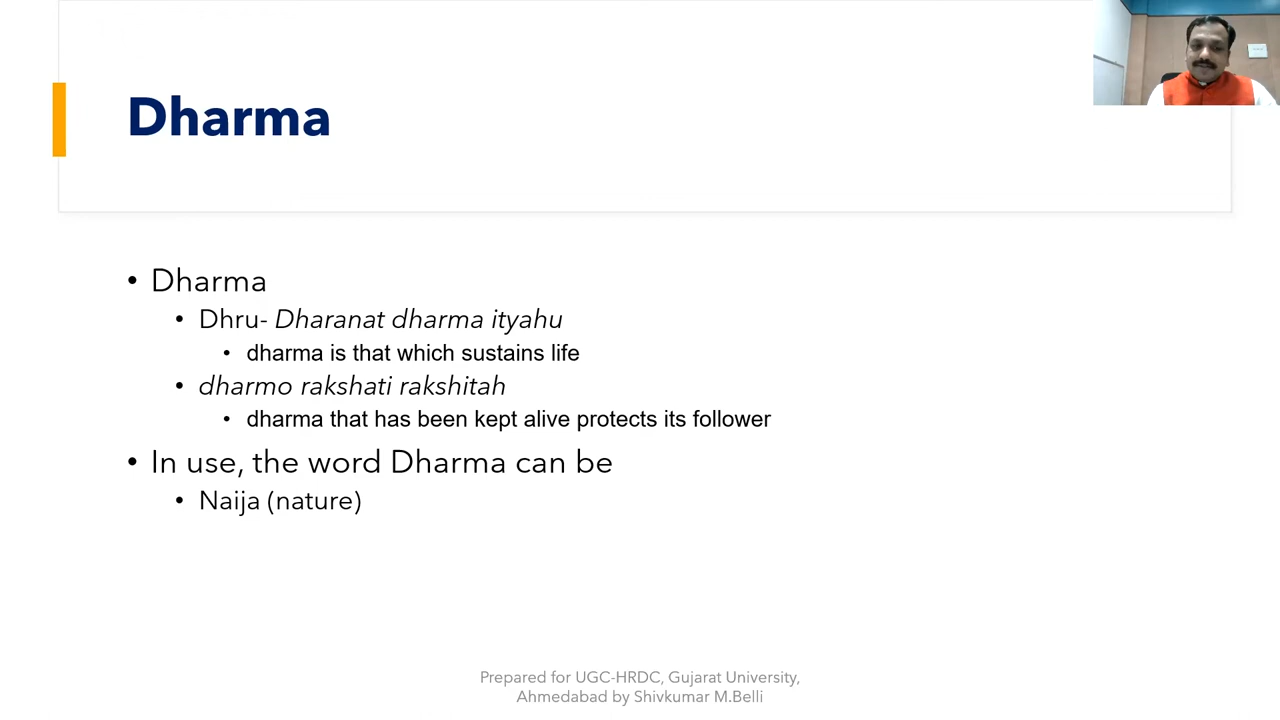 Dharma
• Dharma
• Dhru- Dharanat dharma ityahu
• dharma is that which sustains life
• dharmo rakshati rakshitah
• dharma that has been kept alive protects its follower
• In use, the word Dharma can be
• Naija (nature)
Prepared for UGC-HRDC, Gujarat University,
Ahmedabad by Shivkumar M.Belli